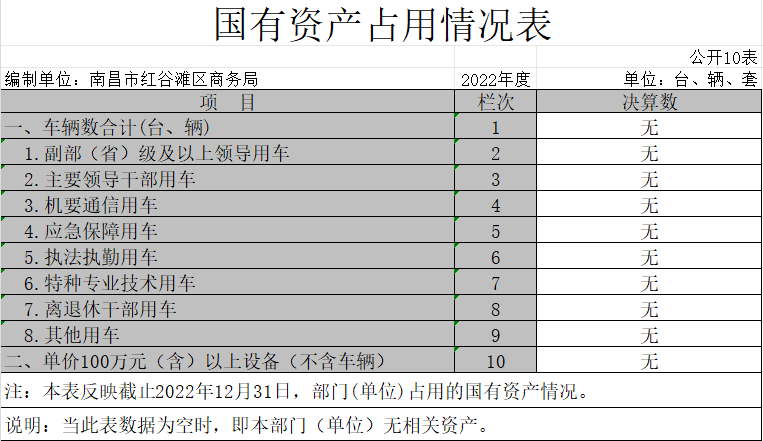 国有资产占用情况表
公开10表
编制单位：南昌市红谷滩区商务局 2022年度 单位：台、辆、套
项 目 栏次 决算数
一、车辆数合计(台、辆) 1 无
1.副部（省）级及以上领导用车 2 无
2.主要领导干部用车 3 无
3.机要通信用车 4 无
4.应急保障用车 5 无
5.执法执勤用车 6 无
6.特种专业技术用车 7 无
7.离退休干部用车 8 无
8.其他用车 9 无
二、单价100万元（含）以上设备（不含车辆） 10 无
注：本表反映截止2022年12月31日，部门(单位)占用的国有资产情况。
说明：当此表数据为空时，即本部门（单位）无相关资产。